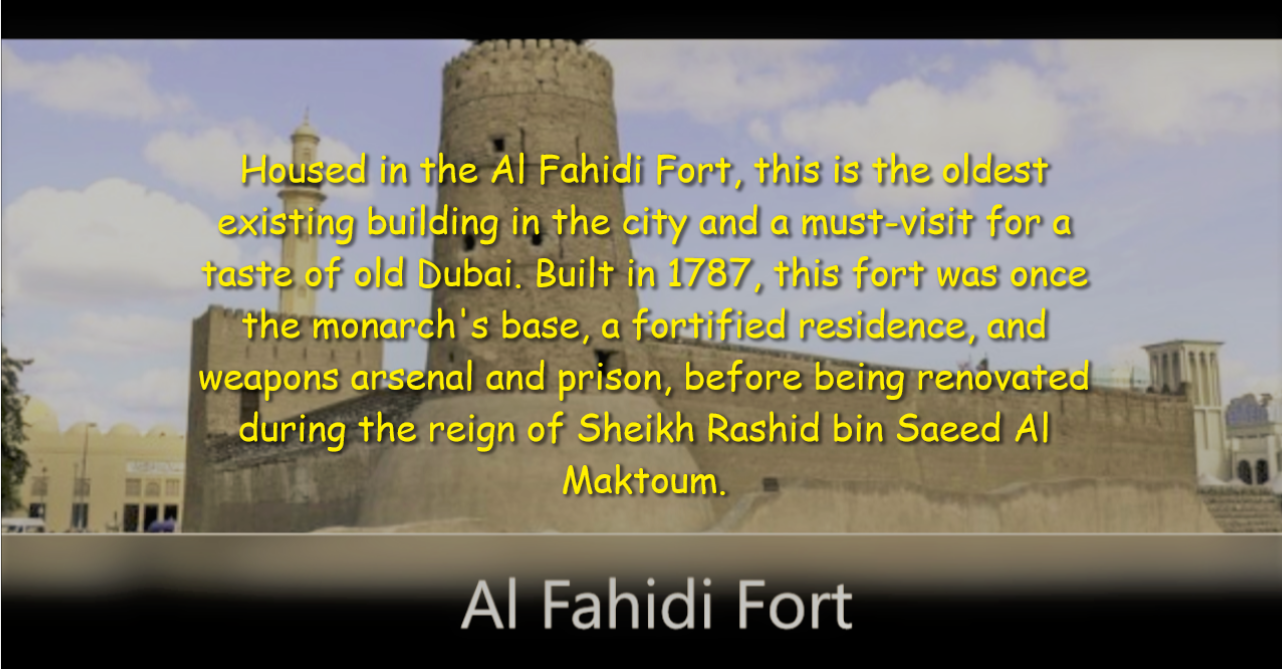 Housed in the Al Fahidi Fort, this is the oldest
existing building in the city and a must-visit for a
taste of old Dubai. Built in 1787, this fort was once
the monarch's base, a fortified residence, and
weapons arsenal and prison, before being renovated
during the reign of Sheikh Rashid bin Saeed Al
Maktoum.
Al Fahidi Fort